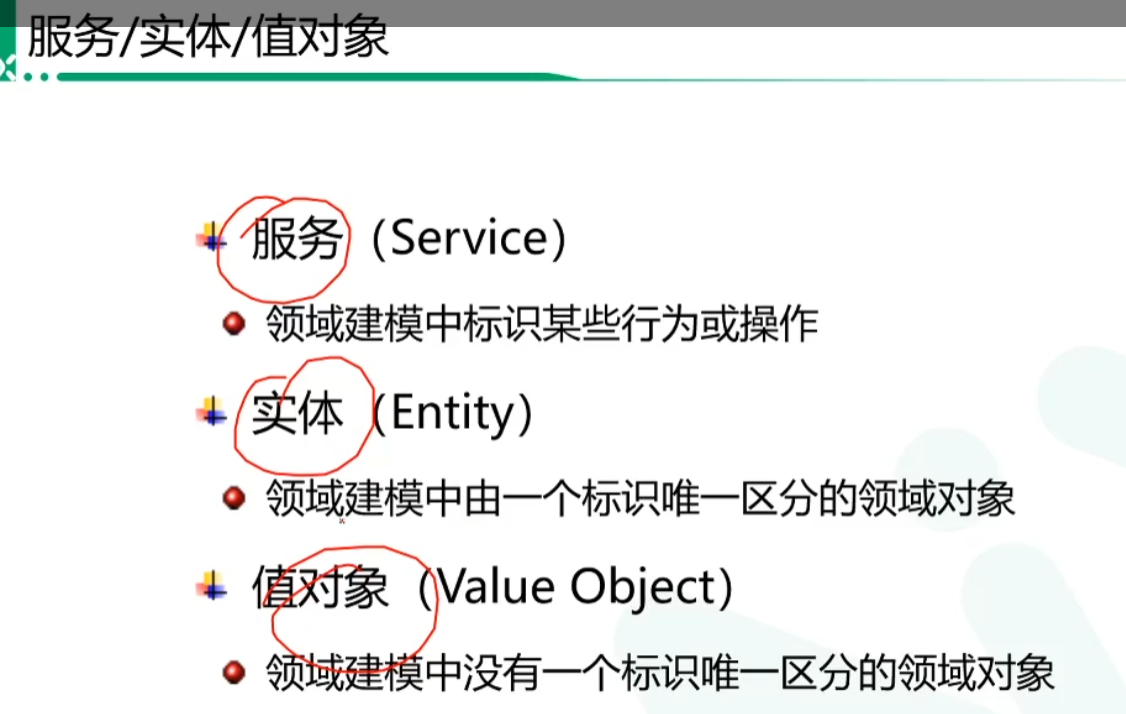 服务/实体/值对象
服务（Service）
领域建模中标识某些行为或操作
实体（Entity）
领域建模中由一个标识唯一区分的领域对象
值对象（Value Object）
领域建模中没有一个标识唯一区分的领域对象